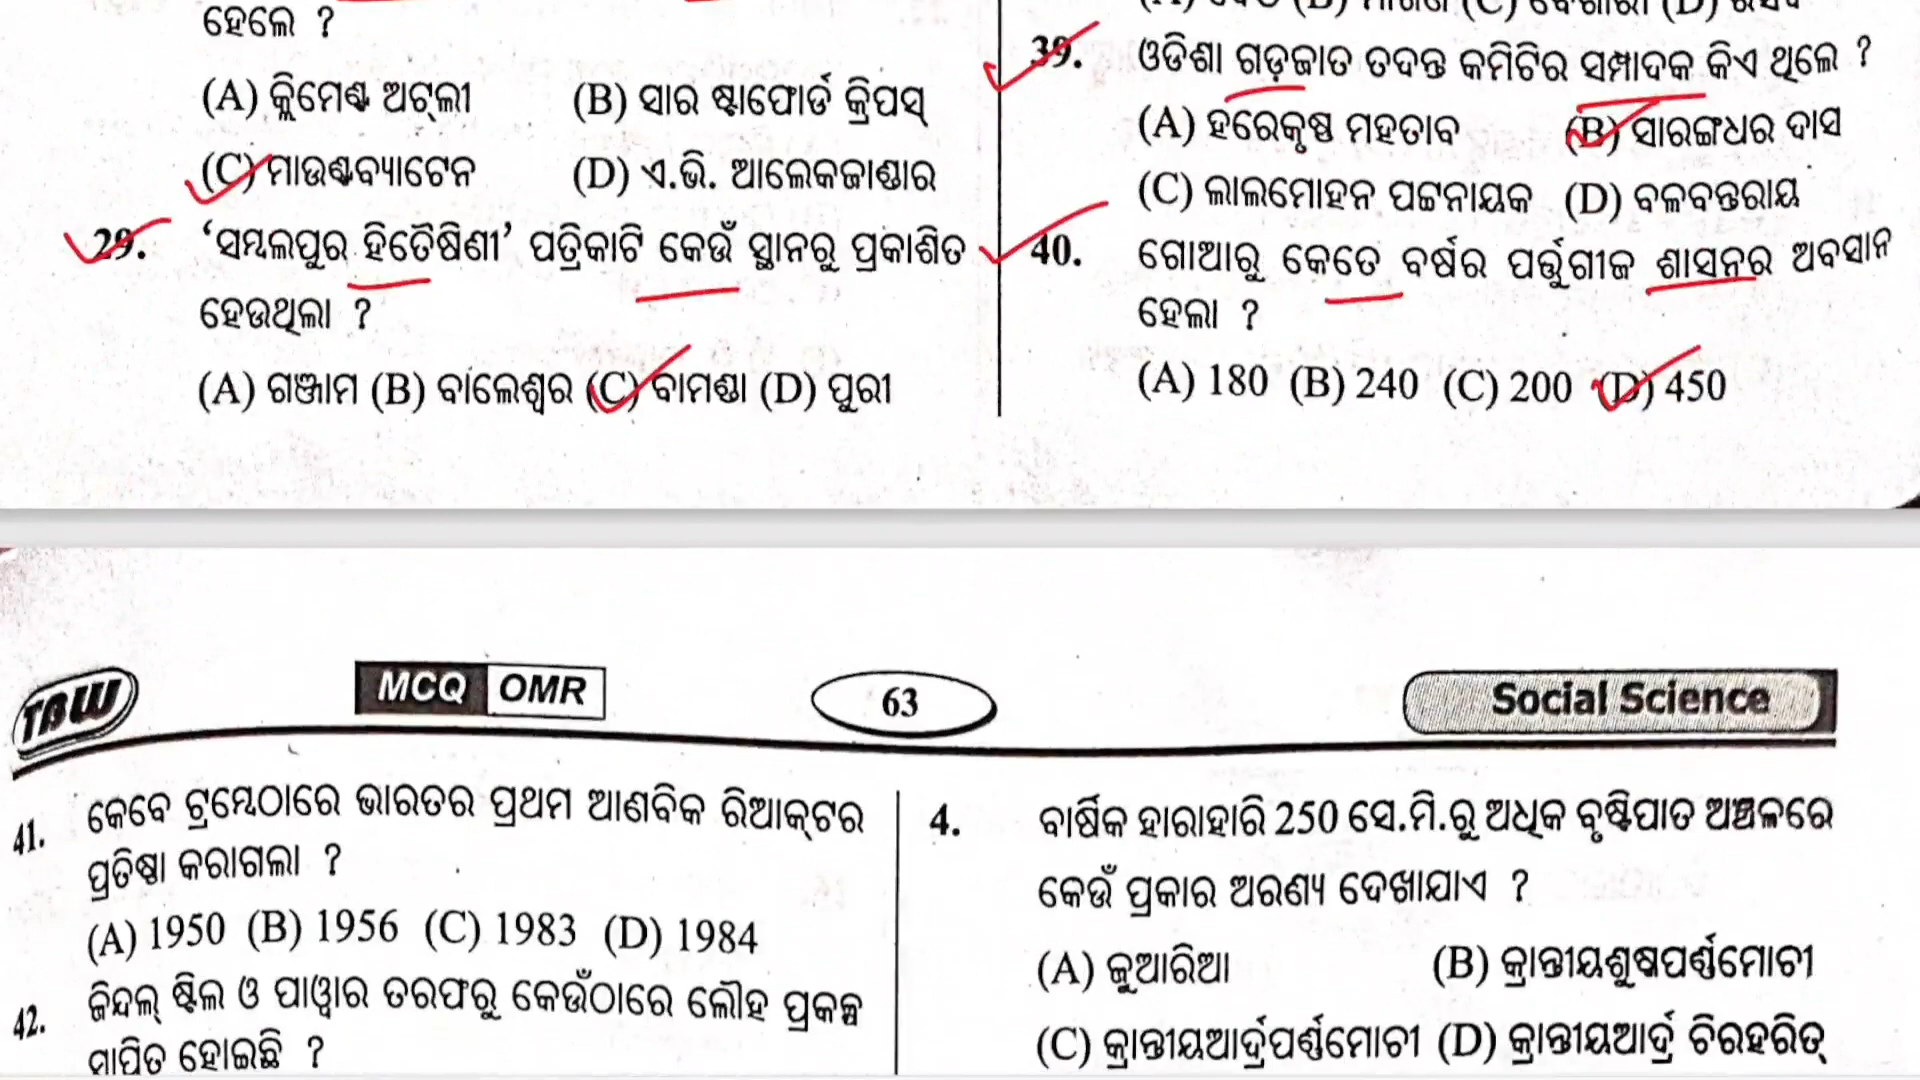 ହେଲେ ?
(A) କ୍ଲିମେଣ୍ଟ ଅଟ୍‌ଲୀ (B) ସାର ଷ୍ଟାଫୋର୍ଡ କ୍ରିପସ୍
(C) ମାଉଣ୍ଟବ୍ୟାଟେନ (D) ଏ.ଭି. ଆଲେକଜାଣ୍ଡାର
29. ‘ସମ୍ବଲପୁର ହିତୈଷିଣୀ’ ପତ୍ରିକାଟି କେଉଁ ସ୍ଥାନରୁ ପ୍ରକାଶିତ
ହେଉଥିଲା ?
(A) ଗଞ୍ଜାମ (B) ବାଲେଶ୍ୱର (C) ବାମଣ୍ଡା (D) ପୁରୀ
39. ଓଡିଶା ଗଡ଼ଜାତ ତଦନ୍ତ କମିଟିର ସମ୍ପାଦକ କିଏ ଥିଲେ ?
(A) ହରେକୃଷ୍ଣ ମହତାବ (B) ସାରଙ୍ଗଧର ଦାସ
(C) ଲାଲମୋହନ ପଟ୍ଟନାୟକ (D) ବଳବନ୍ତରାୟ
40. ଗୋଆରୁ କେତେ ବର୍ଷର ପର୍ତ୍ତୁଗୀଜ ଶାସନର ଅବସାନ
ହେଲା ?
(A) 180 (B) 240 (C) 200 (D) 450
TBW
MCQ OMR
63
Social Science
41. କେବେ ଟ୍ରମ୍ବେଠାରେ ଭାରତର ପ୍ରଥମ ଆଣବିକ ରିଆକ୍‌ଟର
ପ୍ରତିଷ୍ଠା କରାଗଲା ?
(A) 1950 (B) 1956 (C) 1983 (D) 1984
42. ଜିନ୍ଦଲ୍ ଷ୍ଟିଲ ଓ ପାୱାର ତରଫରୁ କେଉଁଠାରେ ଲୌହ ପ୍ରକଳ୍ପ
ସ୍ଥାପିତ ହୋଇଛି ?
4. ବାର୍ଷିକ ହାରାହାରି 250 ସେ.ମି.ରୁ ଅଧିକ ବୃଷ୍ଟିପାତ ଅଞ୍ଚଳରେ
କେଉଁ ପ୍ରକାର ଅରଣ୍ୟ ଦେଖାଯାଏ ?
(A) ଜୁଆରିଆ (B) କ୍ରାନ୍ତୀୟଶୁଷ୍କପର୍ଣ୍ଣମୋଚୀ
(C) କ୍ରାନ୍ତୀୟଆର୍ଦ୍ରପର୍ଣ୍ଣମୋଚୀ (D) କ୍ରାନ୍ତୀୟଆର୍ଦ୍ର ଚିରହରିତ୍